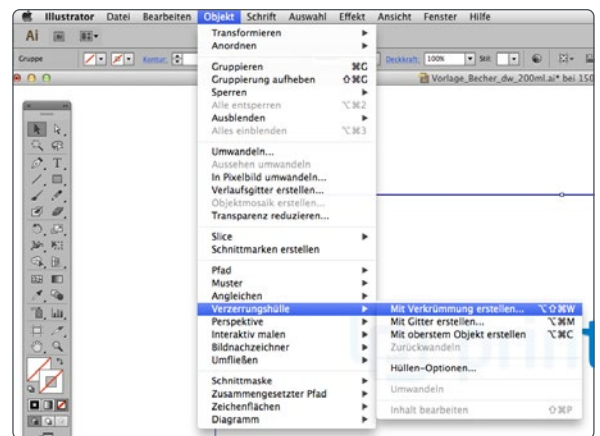 Illustrator Datei Bearbeiten Objekt Schrift Auswahl Effekt Ansicht Fenster Hilfe
Ai
Gruppe Kontur: Deckkraft: 100% Stil:
Vorlage_Becher_dw_200ml.ai* bei 150
Transformieren
Anordnen
Gruppieren ⌘G
Gruppierung aufheben ⇧⌘G
Sperren
Alle entsperren ⌥⌘2
Ausblenden
Alles einblenden ⌥⌘3
Umwandeln...
Aussehen umwandeln
In Pixelbild umwandeln...
Verlaufsgitter erstellen...
Objektmosaik erstellen...
Transparenz reduzieren...
Slice
Schnittmarken erstellen
Pfad
Muster
Angleichen
Verzerrungshülle
Perspektive
Interaktiv malen
Bildnachzeichner
Umfließen
Schnittmaske
Zusammengesetzter Pfad
Zeichenflächen
Diagramm
Mit Verkrümmung erstellen... ⌥⇧⌘W
Mit Gitter erstellen... ⌥⌘M
Mit oberstem Objekt erstellen ⌥⌘C
Zurückwandeln
Hüllen-Optionen...
Umwandeln
Inhalt bearbeiten ⇧⌘P